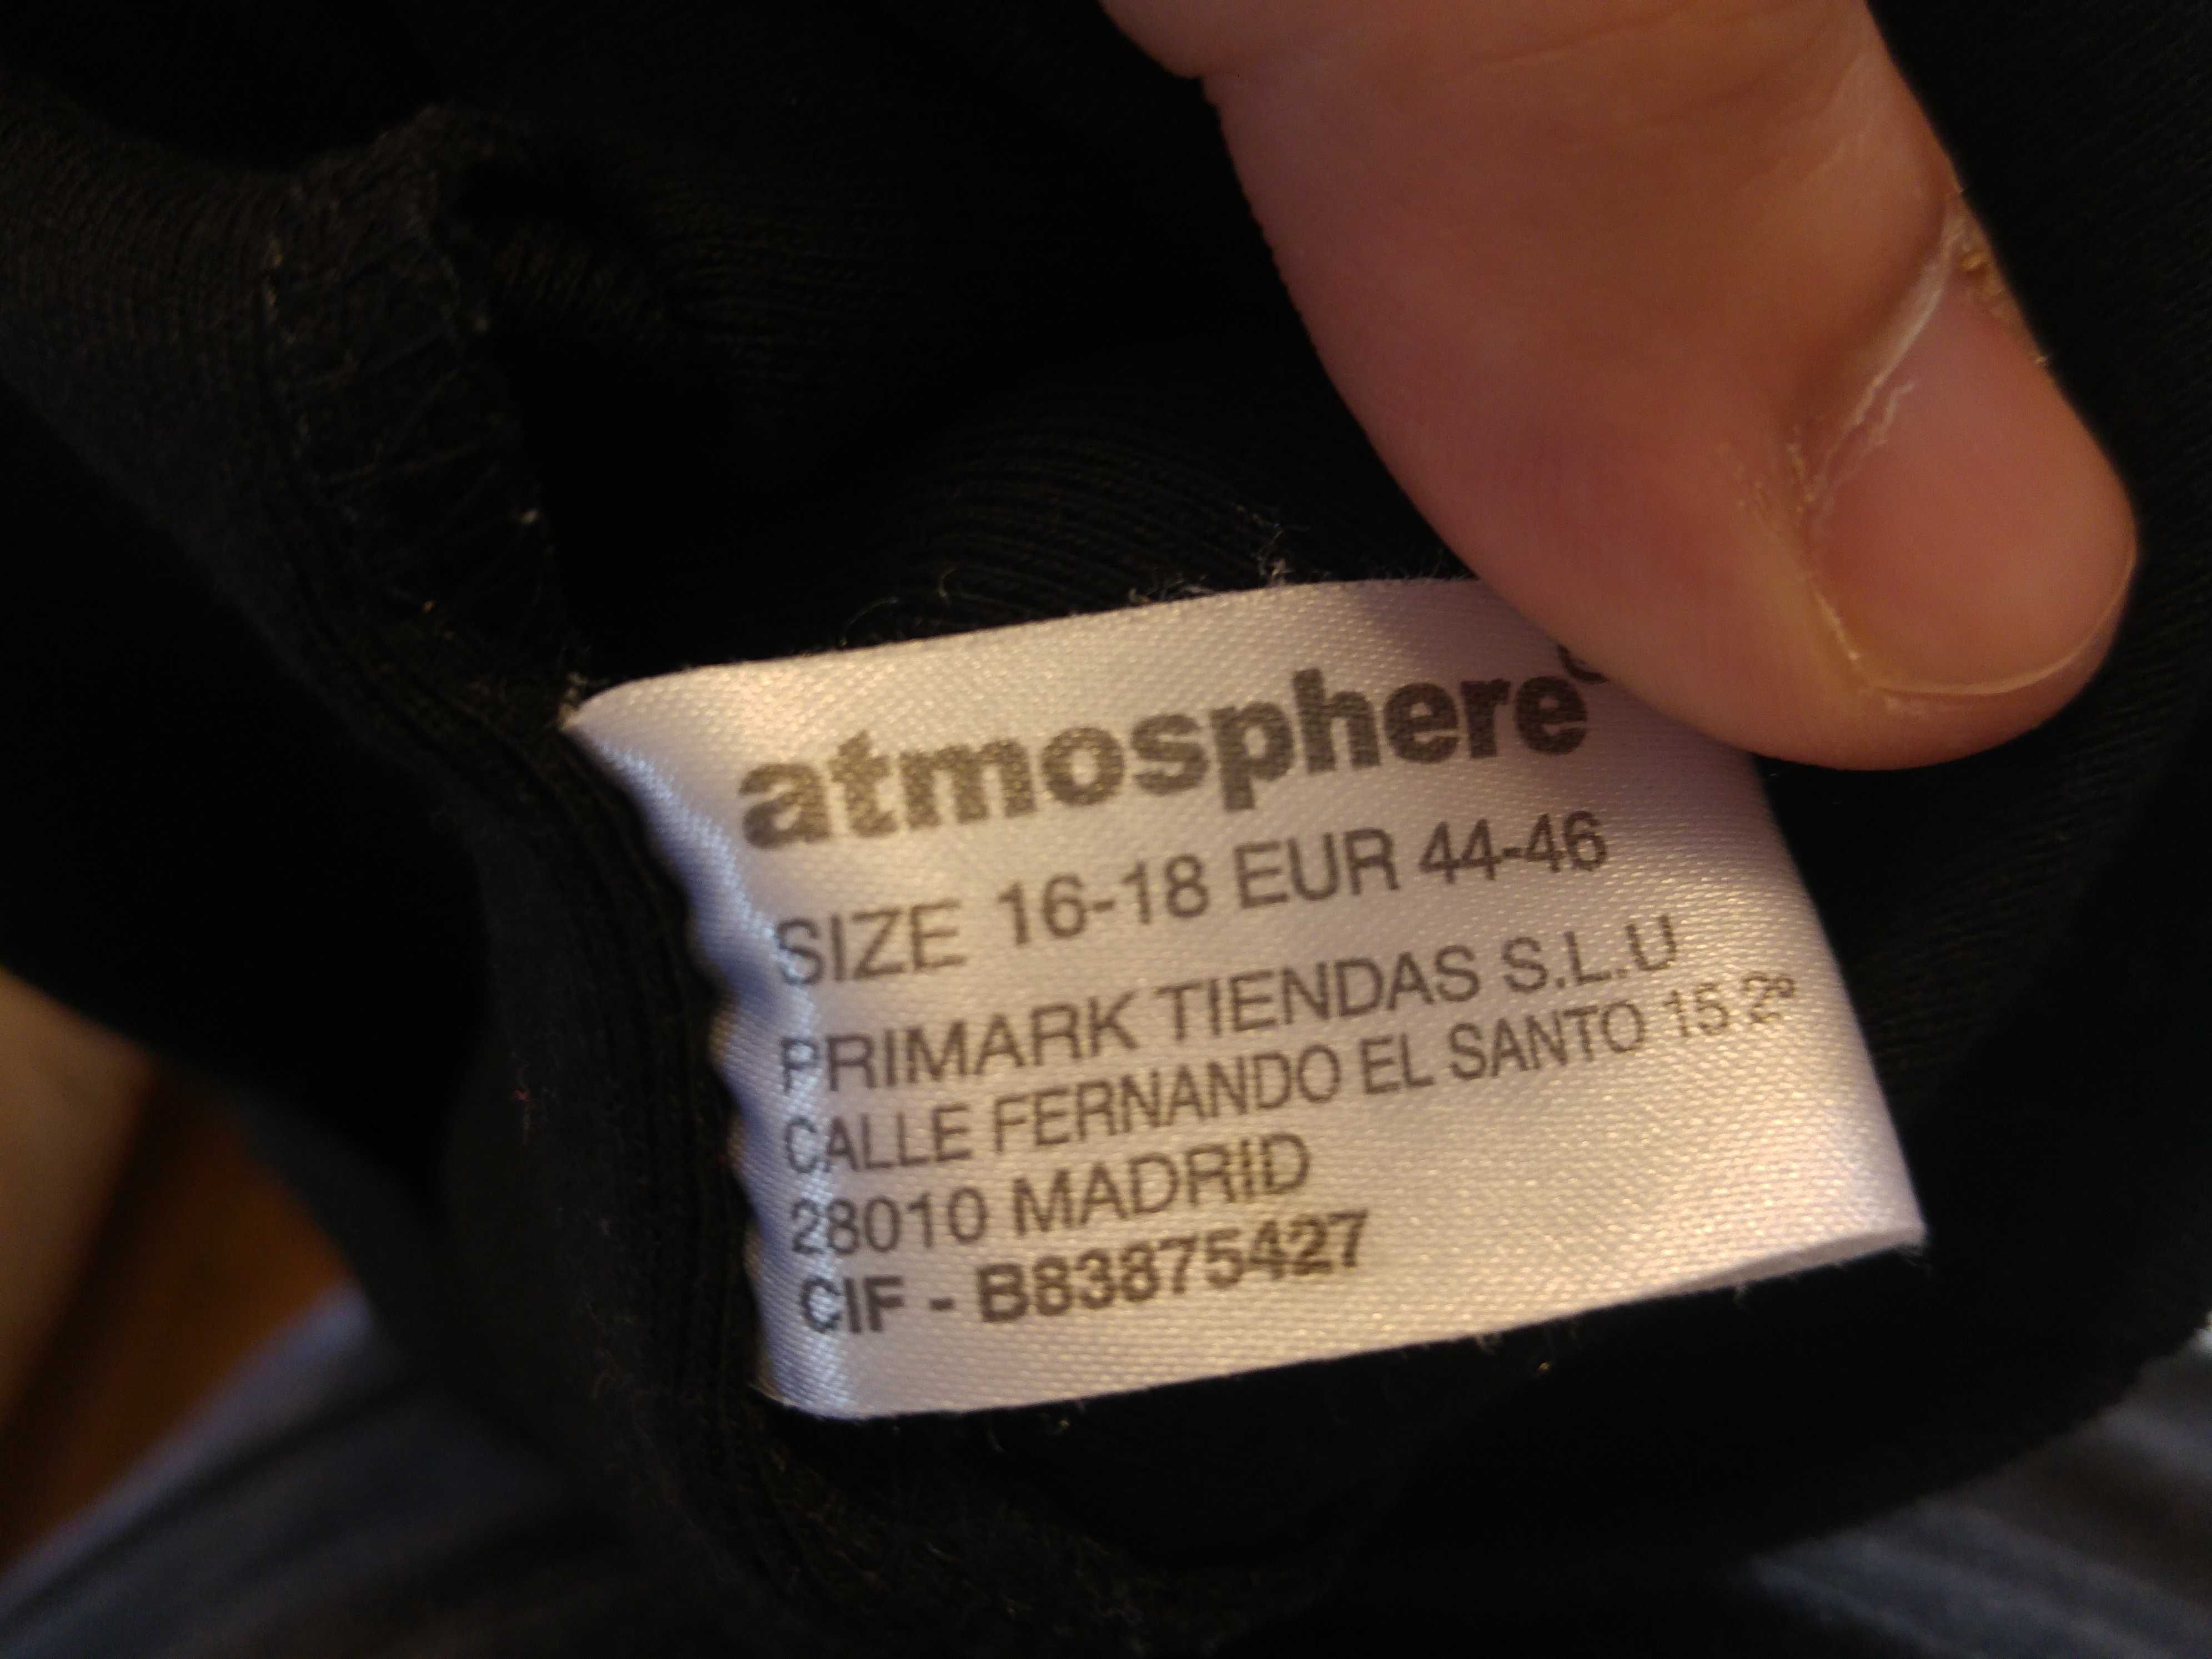 atmosphere
SIZE 16-18 EUR 44-46
PRIMARK TIENDAS S.L.U
CALLE FERNANDO EL SANTO 15 2º
28010 MADRID
CIF - B83875427